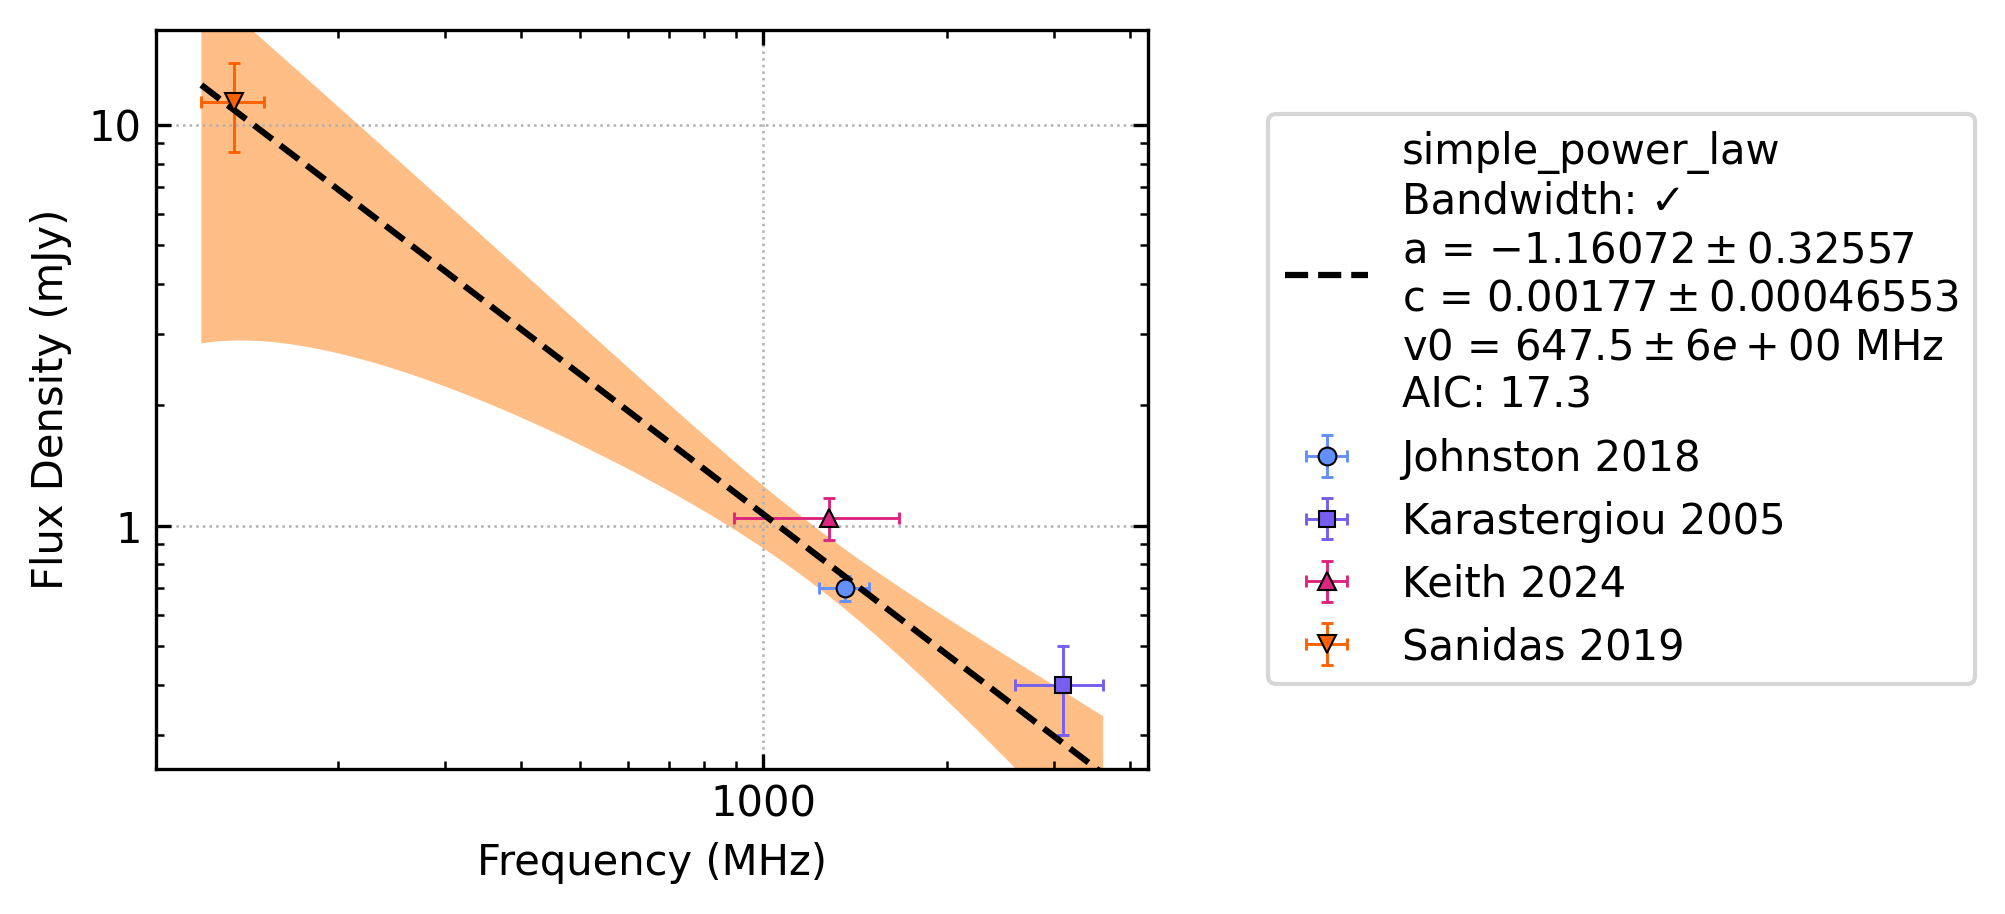 10
1
Flux Density (mJy)
1000
Frequency (MHz)
simple_power_law
Bandwidth: ✓
a = −1.16072 ± 0.32557
c = 0.00177 ± 0.00046553
v0 = 647.5 ± 6e + 00 MHz
AIC: 17.3
Johnston 2018
Karastergiou 2005
Keith 2024
Sanidas 2019